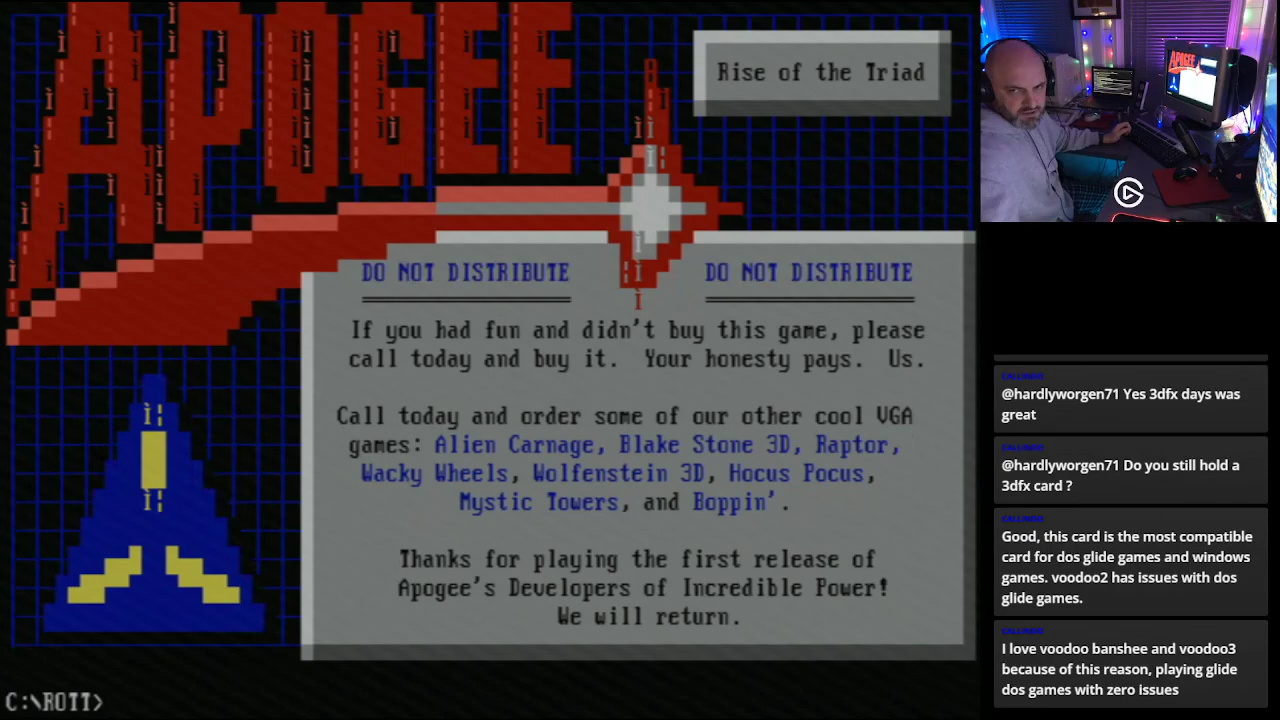 APOGEE
Rise of the Triad
DO NOT DISTRIBUTE DO NOT DISTRIBUTE
If you had fun and didn't buy this game, please
call today and buy it. Your honesty pays. Us.
Call today and order some of our other cool VGA
games: Alien Carnage, Blake Stone 3D, Raptor,
Wacky Wheels, Wolfenstein 3D, Hocus Pocus,
Mystic Towers, and Boppin'.
Thanks for playing the first release of
Apogee's Developers of Incredible Power!
We will return.
C:\ROTT>
@hardlyworgen71 Yes 3dfx days was
great
@hardlyworgen71 Do you still hold a
3dfx card ?
Good, this card is the most compatible
card for dos glide games and windows
games. voodoo2 has issues with dos
glide games.
I love voodoo banshee and voodoo3
because of this reason, playing glide
dos games with zero issues